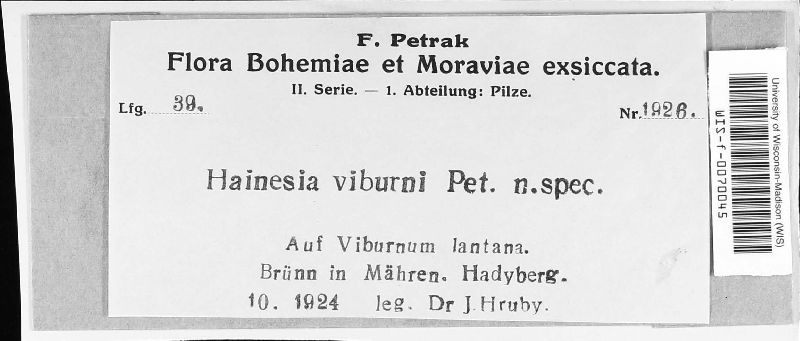 F. Petrak
Flora Bohemiae et Moraviae exsiccata.
II. Serie. — 1. Abteilung: Pilze.
Lfg. 39. Nr. 1926.
Hainesia viburni Pet. n.spec.
Auf Viburnum lantana.
Brünn in Mähren. Hadyberg.
10. 1924 leg. Dr J. Hruby.
University of Wisconsin-Madison (WIS)
WIS-f-0070045